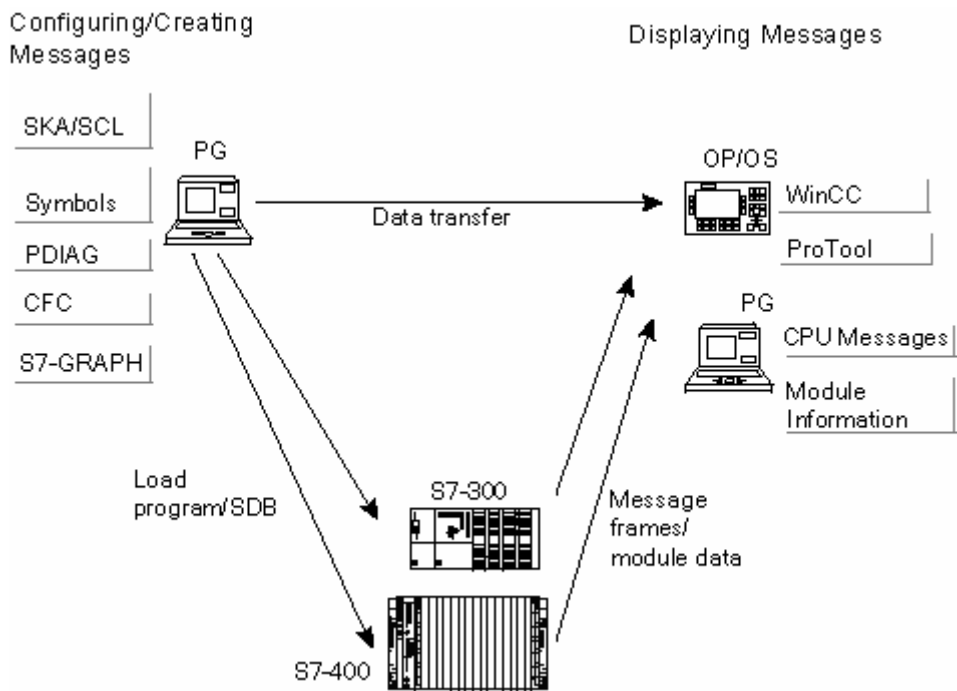 Configuring/Creating
Messages
Displaying Messages
SKA/SCL
PG
OP/OS
Symbols
Data transfer
WinCC
PDIAG
ProTool
CFC
PG
S7-GRAPH
CPU Messages
Module
Information
Load
program/SDB
S7-300
Message
frames/
module data
S7-400